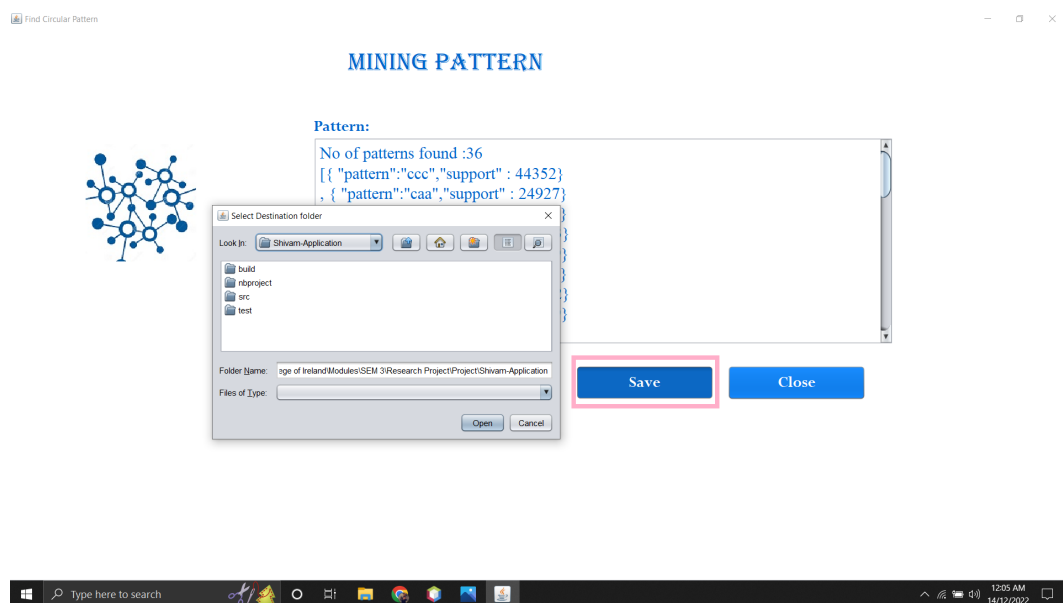 Find Circular Pattern
MINING PATTERN
Pattern:
No of patterns found :36
[{ "pattern":"ccc","support" : 44352}
, { "pattern":"caa","support" : 24927}
}
}
}
}
}
}
Select Destination folder
Look In: Shivam-Application
build
nbproject
src
test
Folder Name: ege of Ireland\Modules\SEM 3\Research Project\Project\Shivam-Application
Files of Type:
Open Cancel
Save Close
Type here to search
12:05 AM
14/12/2022